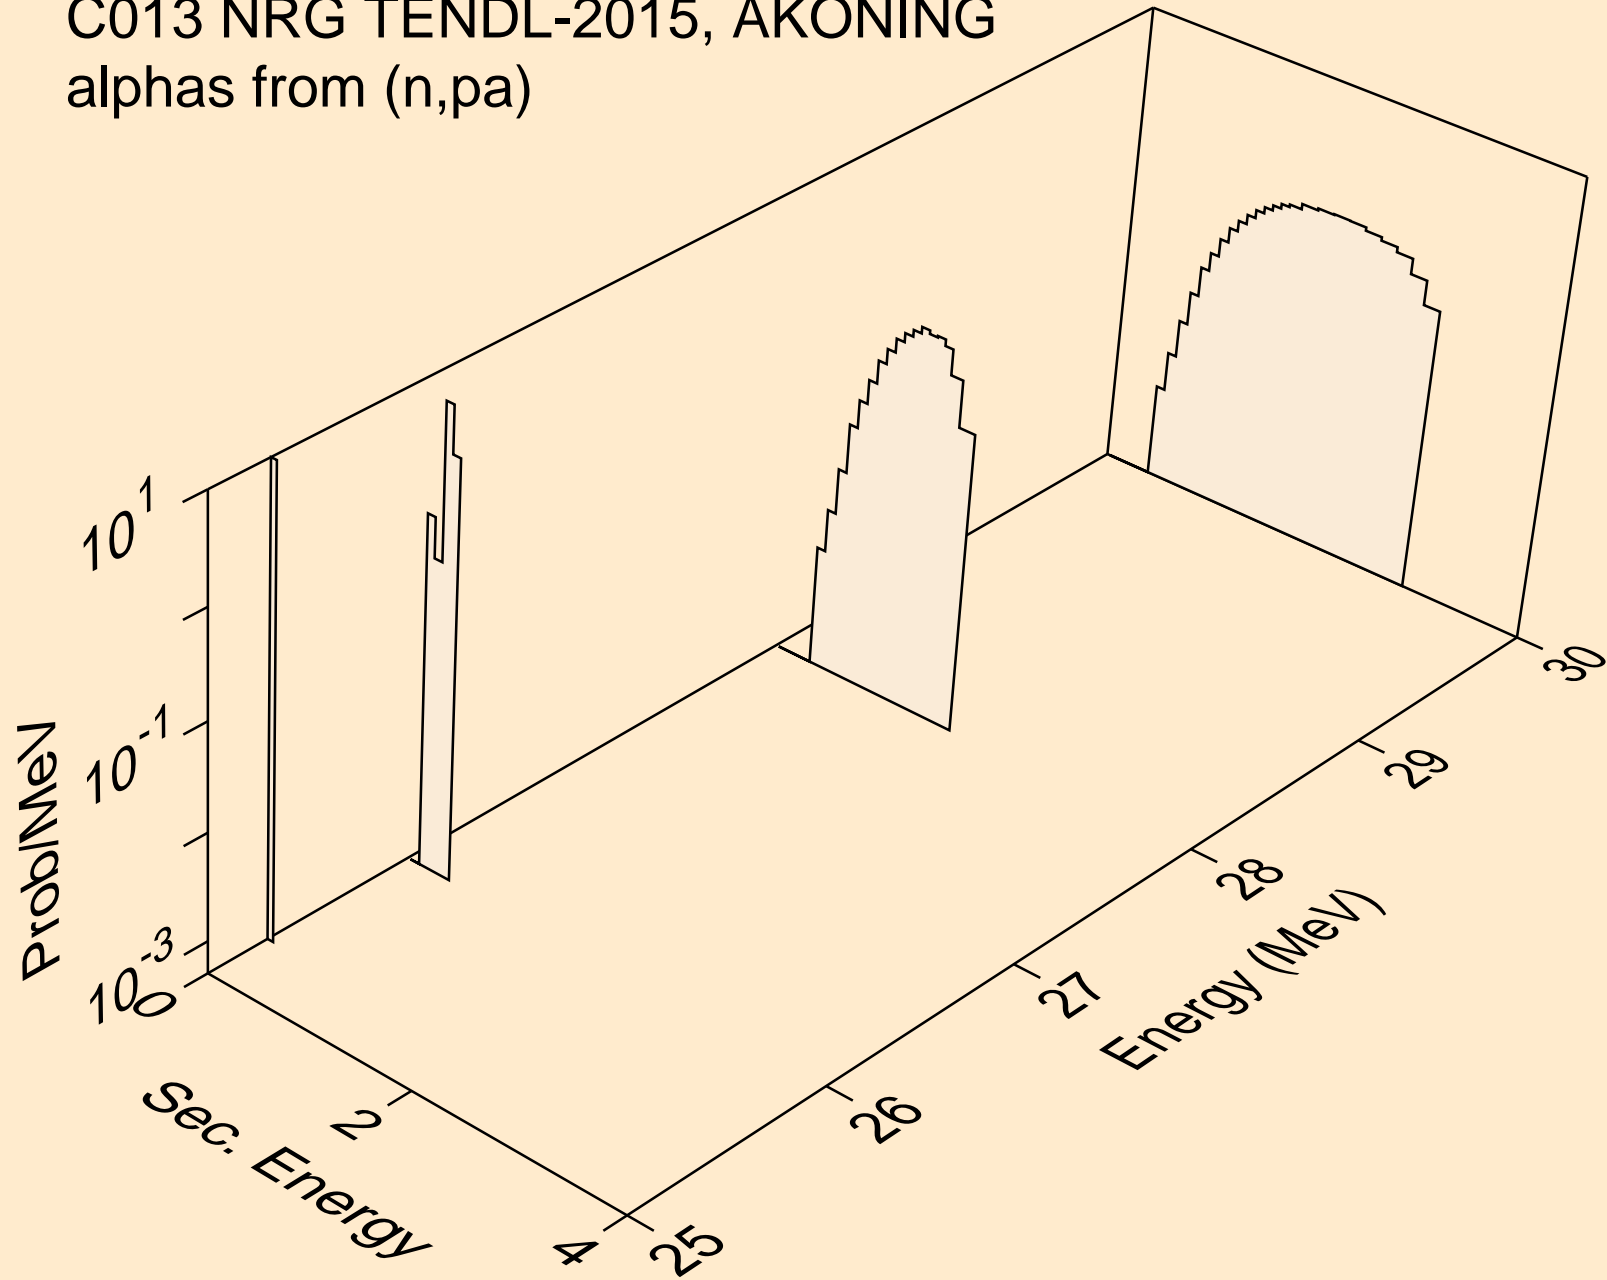 C013 NRG TENDL-2015, AKONING
alphas from (n,pa)
10^1
10^-1
10^-3
Prob/MeV
0
2
4
Sec. Energy
25
26
27
28
29
30
Energy (MeV)